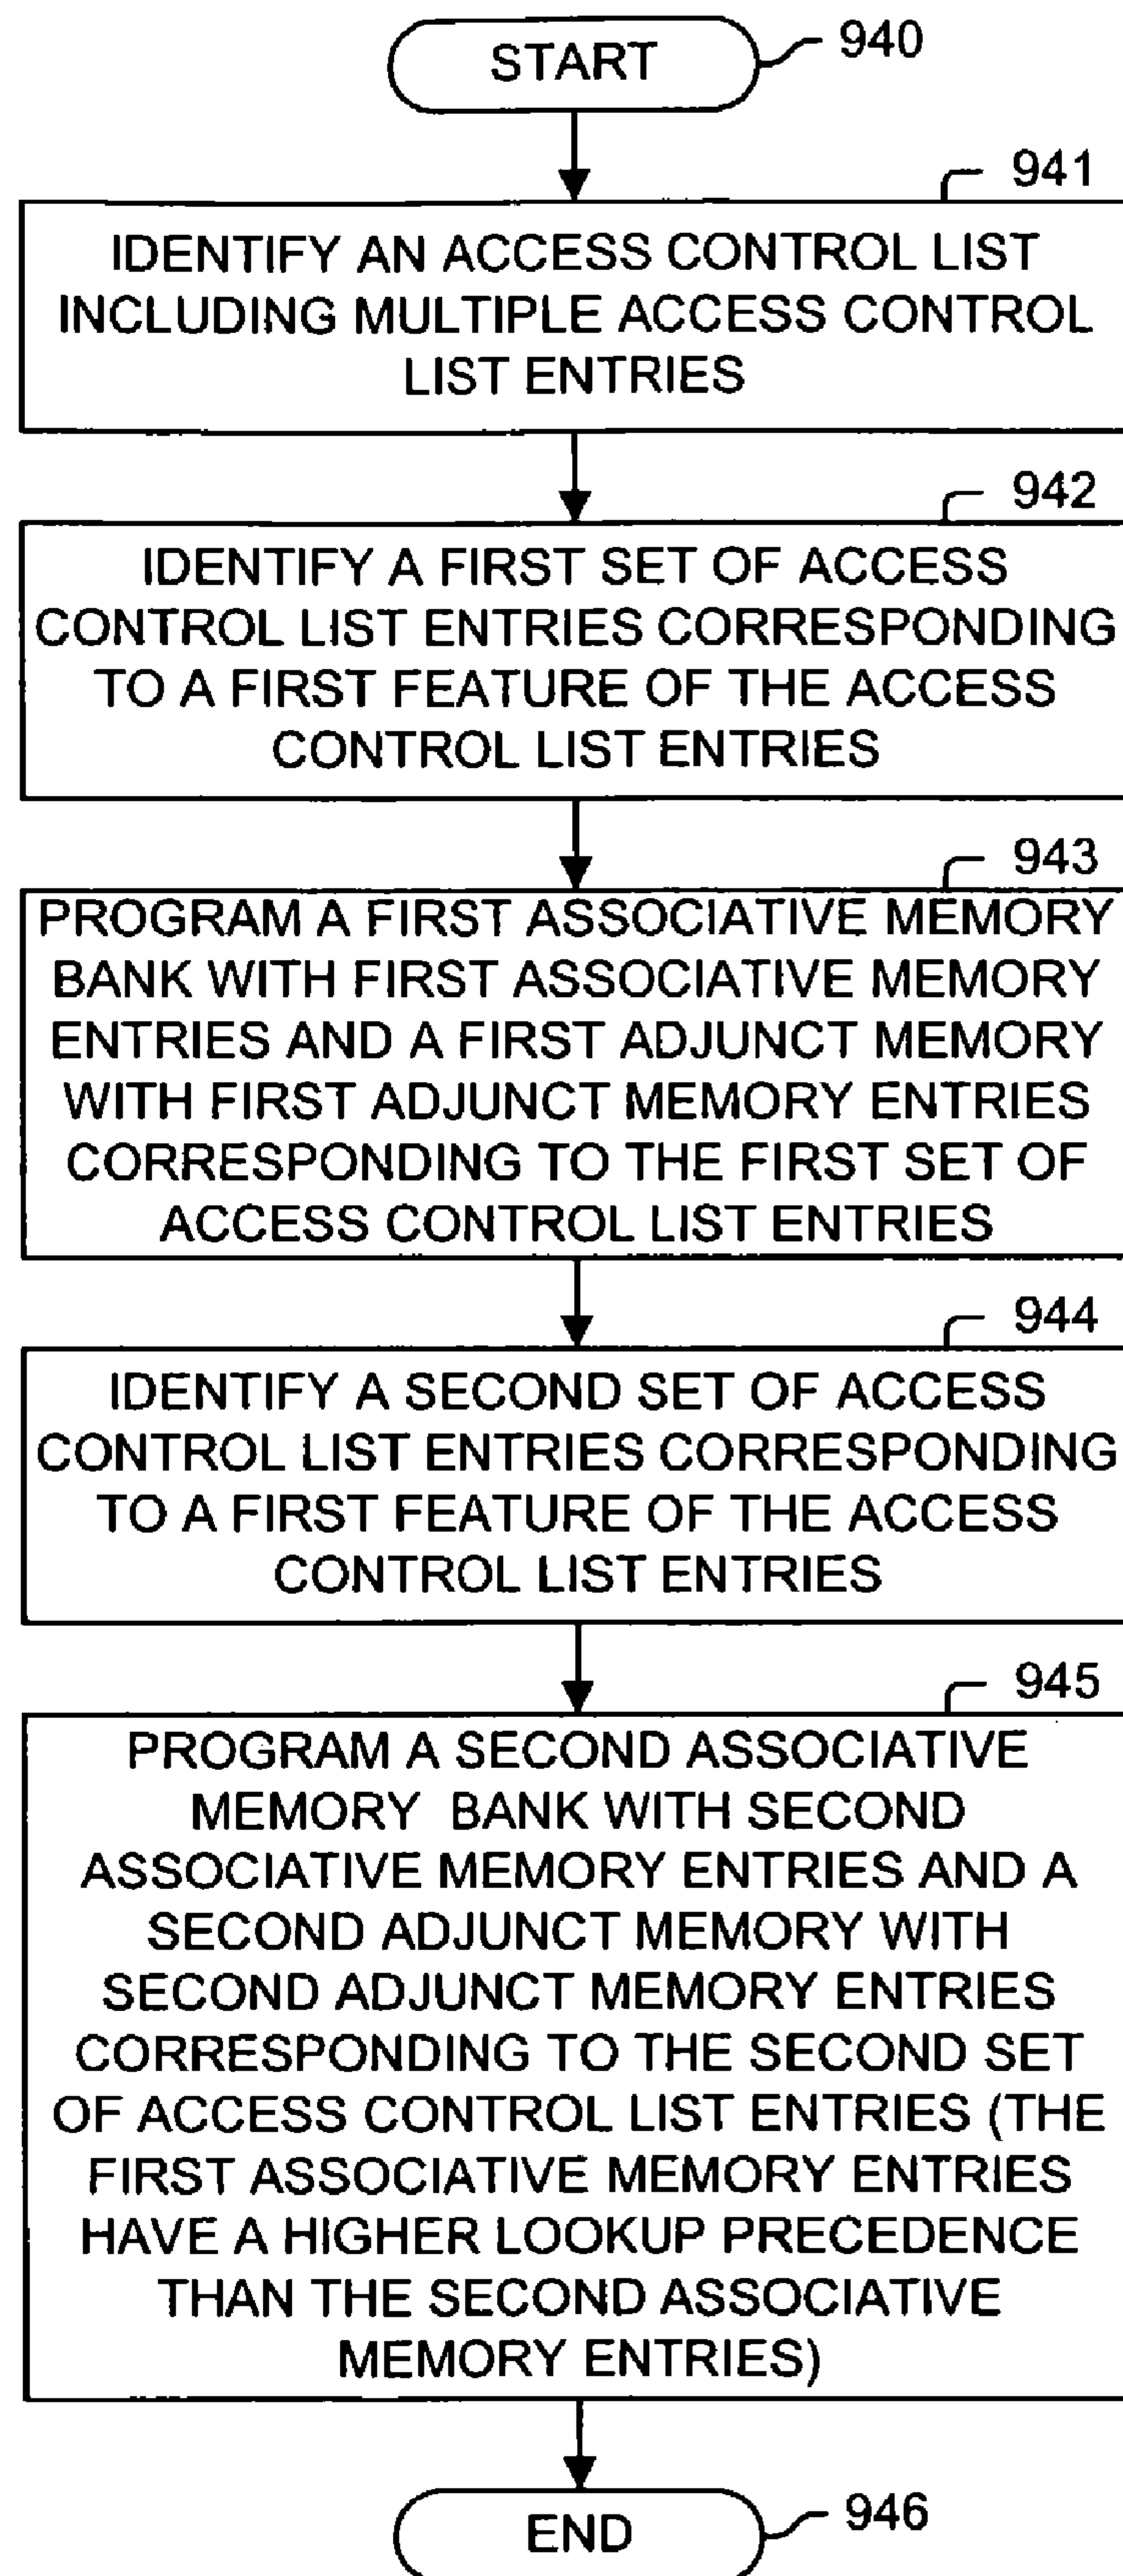 START
940
941
IDENTIFY AN ACCESS CONTROL LIST
INCLUDING MULTIPLE ACCESS CONTROL
LIST ENTRIES
942
IDENTIFY A FIRST SET OF ACCESS
CONTROL LIST ENTRIES CORRESPONDING
TO A FIRST FEATURE OF THE ACCESS
CONTROL LIST ENTRIES
943
PROGRAM A FIRST ASSOCIATIVE MEMORY
BANK WITH FIRST ASSOCIATIVE MEMORY
ENTRIES AND A FIRST ADJUNCT MEMORY
WITH FIRST ADJUNCT MEMORY ENTRIES
CORRESPONDING TO THE FIRST SET OF
ACCESS CONTROL LIST ENTRIES
944
IDENTIFY A SECOND SET OF ACCESS
CONTROL LIST ENTRIES CORRESPONDING
TO A FIRST FEATURE OF THE ACCESS
CONTROL LIST ENTRIES
945
PROGRAM A SECOND ASSOCIATIVE
MEMORY BANK WITH SECOND
ASSOCIATIVE MEMORY ENTRIES AND A
SECOND ADJUNCT MEMORY WITH
SECOND ADJUNCT MEMORY ENTRIES
CORRESPONDING TO THE SECOND SET
OF ACCESS CONTROL LIST ENTRIES (THE
FIRST ASSOCIATIVE MEMORY ENTRIES
HAVE A HIGHER LOOKUP PRECEDENCE
THAN THE SECOND ASSOCIATIVE
MEMORY ENTRIES)
END
946